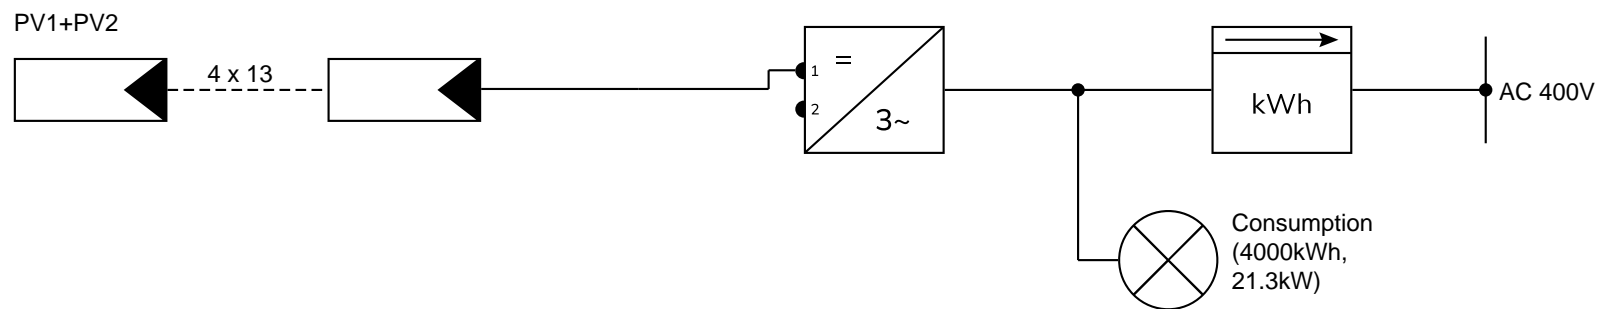 PV1+PV2
4 x 13
1
=
2
3~
kWh
AC 400V
Consumption
(4000kWh,
21.3kW)